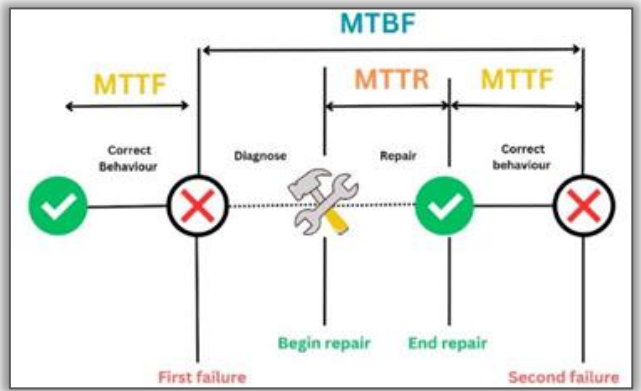 MTBF
MTTF
MTTR
MTTF
Correct
Behaviour
Diagnose
Repair
Correct
behaviour
Begin repair
End repair
First failure
Second failure